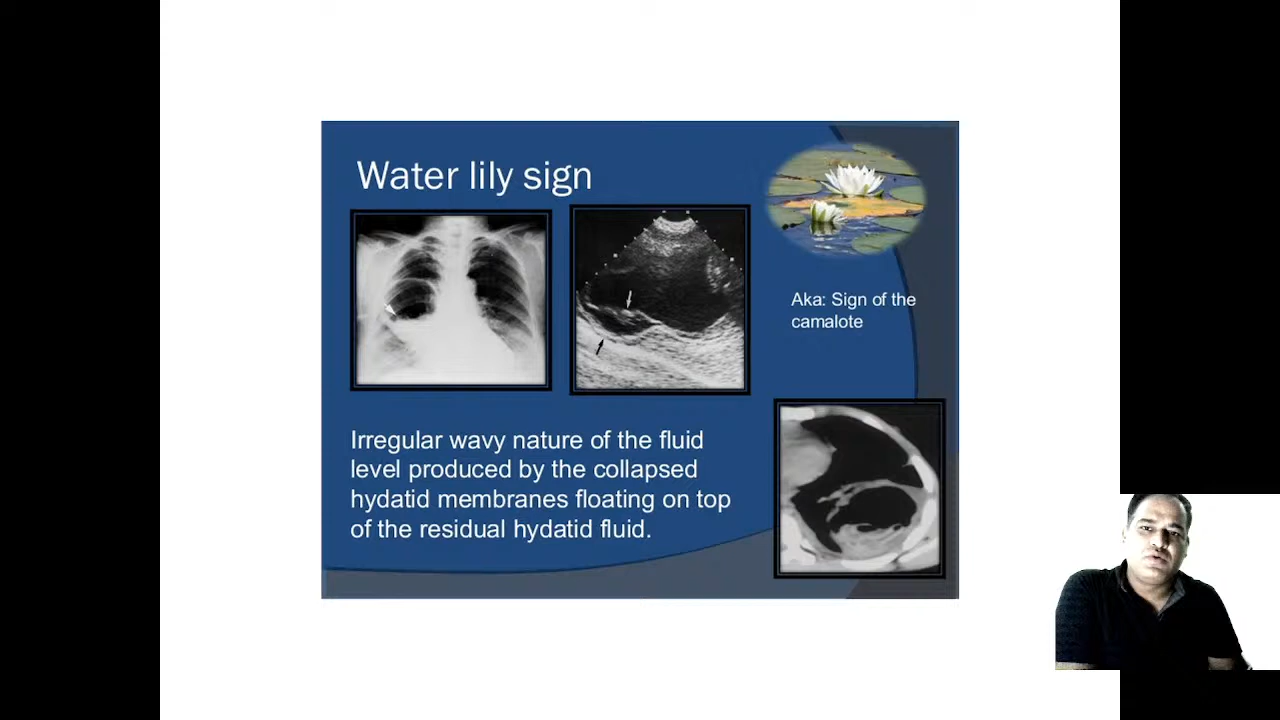 Water lily sign
Aka: Sign of the
camalote
Irregular wavy nature of the fluid
level produced by the collapsed
hydatid membranes floating on top
of the residual hydatid fluid.